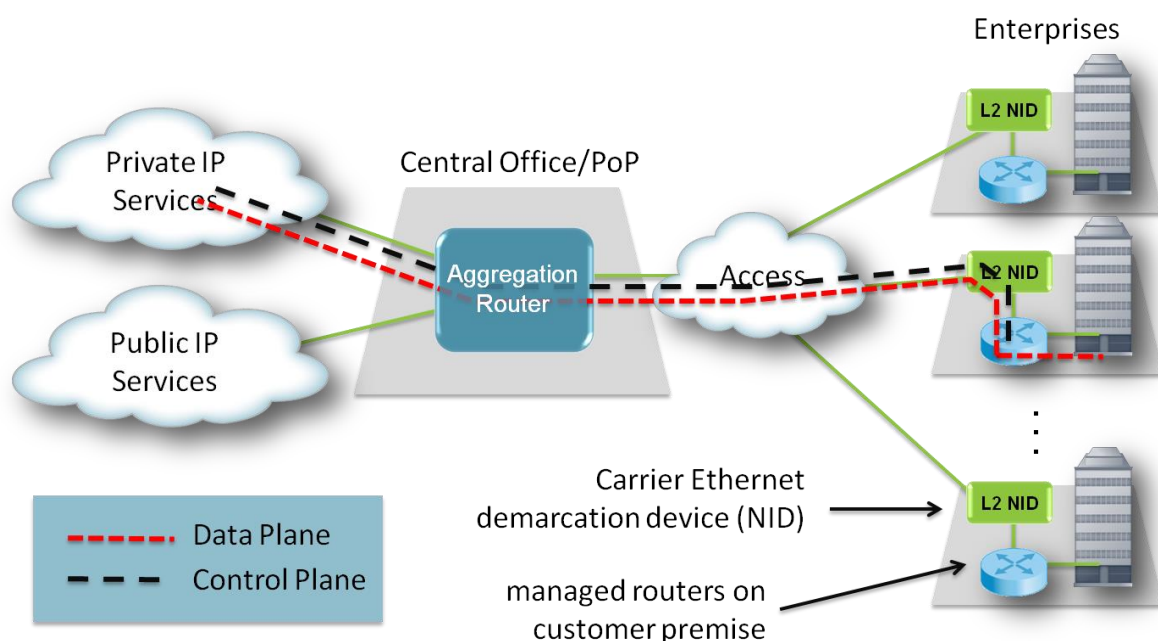 Enterprises
L2 NID
Private IP
Services
Central Office/PoP
Aggregation
Router
Access
L2 NID
Public IP
Services
Carrier Ethernet
demarcation device (NID)
L2 NID
managed routers on
customer premise
Data Plane
Control Plane